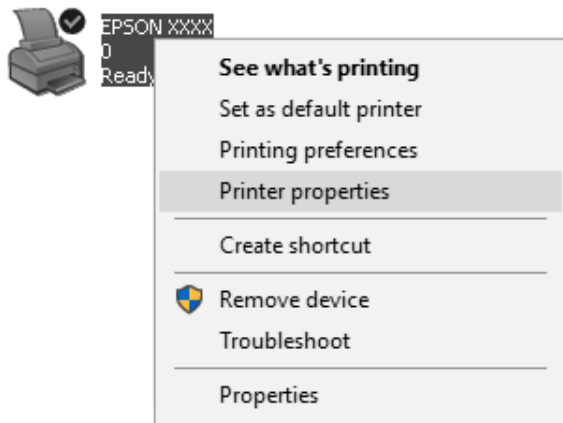 EPSON XXXX
0
Ready
See what's printing
Set as default printer
Printing preferences
Printer properties
Create shortcut
Remove device
Troubleshoot
Properties